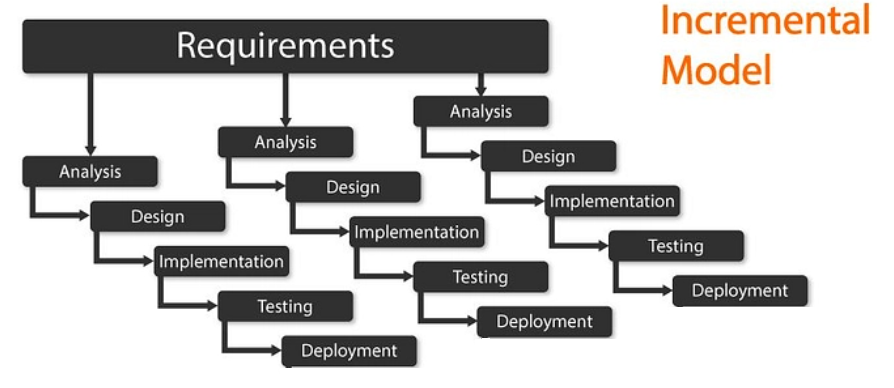 Incremental
Model
Requirements
Analysis
Design
Implementation
Testing
Deployment
Analysis
Design
Implementation
Testing
Deployment
Analysis
Design
Implementation
Testing
Deployment